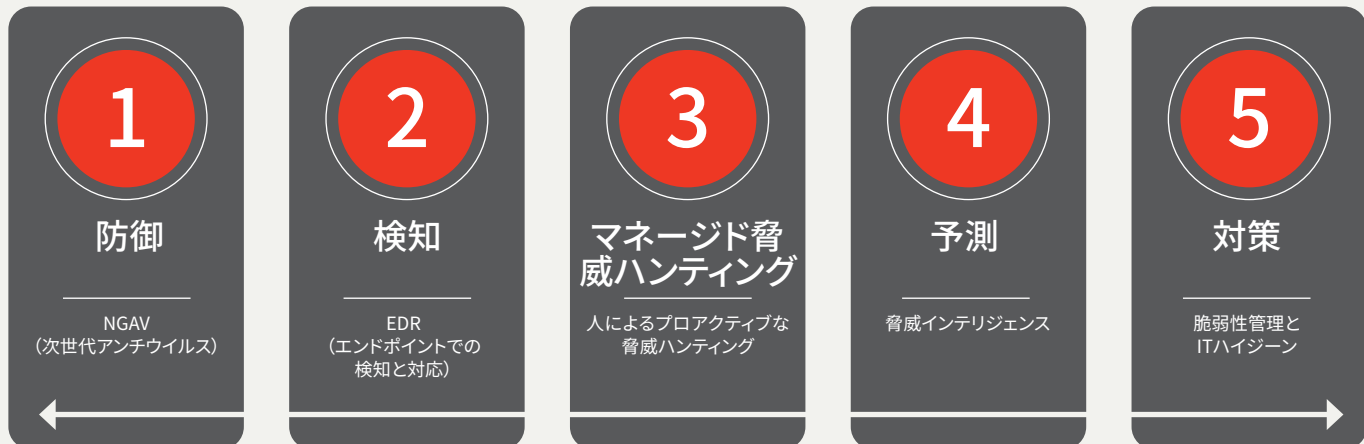 1
防御
NGAV
（次世代アンチウイルス）
2
検知
EDR
（エンドポイントでの
検知と対応）
3
マネージド脅
威ハンティング
人によるプロアクティブな
脅威ハンティング
4
予測
脅威インテリジェンス
5
対策
脆弱性管理と
ITハイジーン